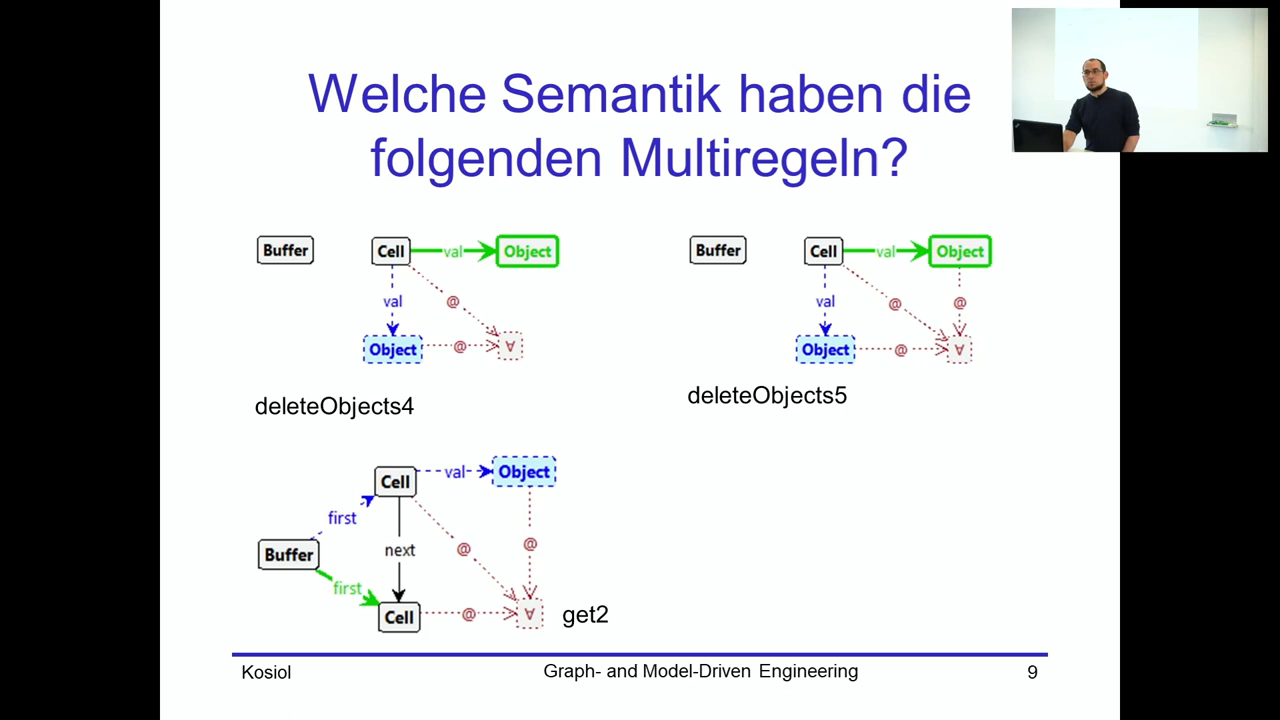 Welche Semantik haben die
folgenden Multiregeln?
Buffer
Cell
val
Object
val
@
Object
@
∀
deleteObjects4
Buffer
Cell
val
Object
val
@
@
Object
@
∀
deleteObjects5
Cell
val
Object
first
Buffer
next
@
@
first
Cell
@
∀
get2
Kosiol
Graph- and Model-Driven Engineering
9